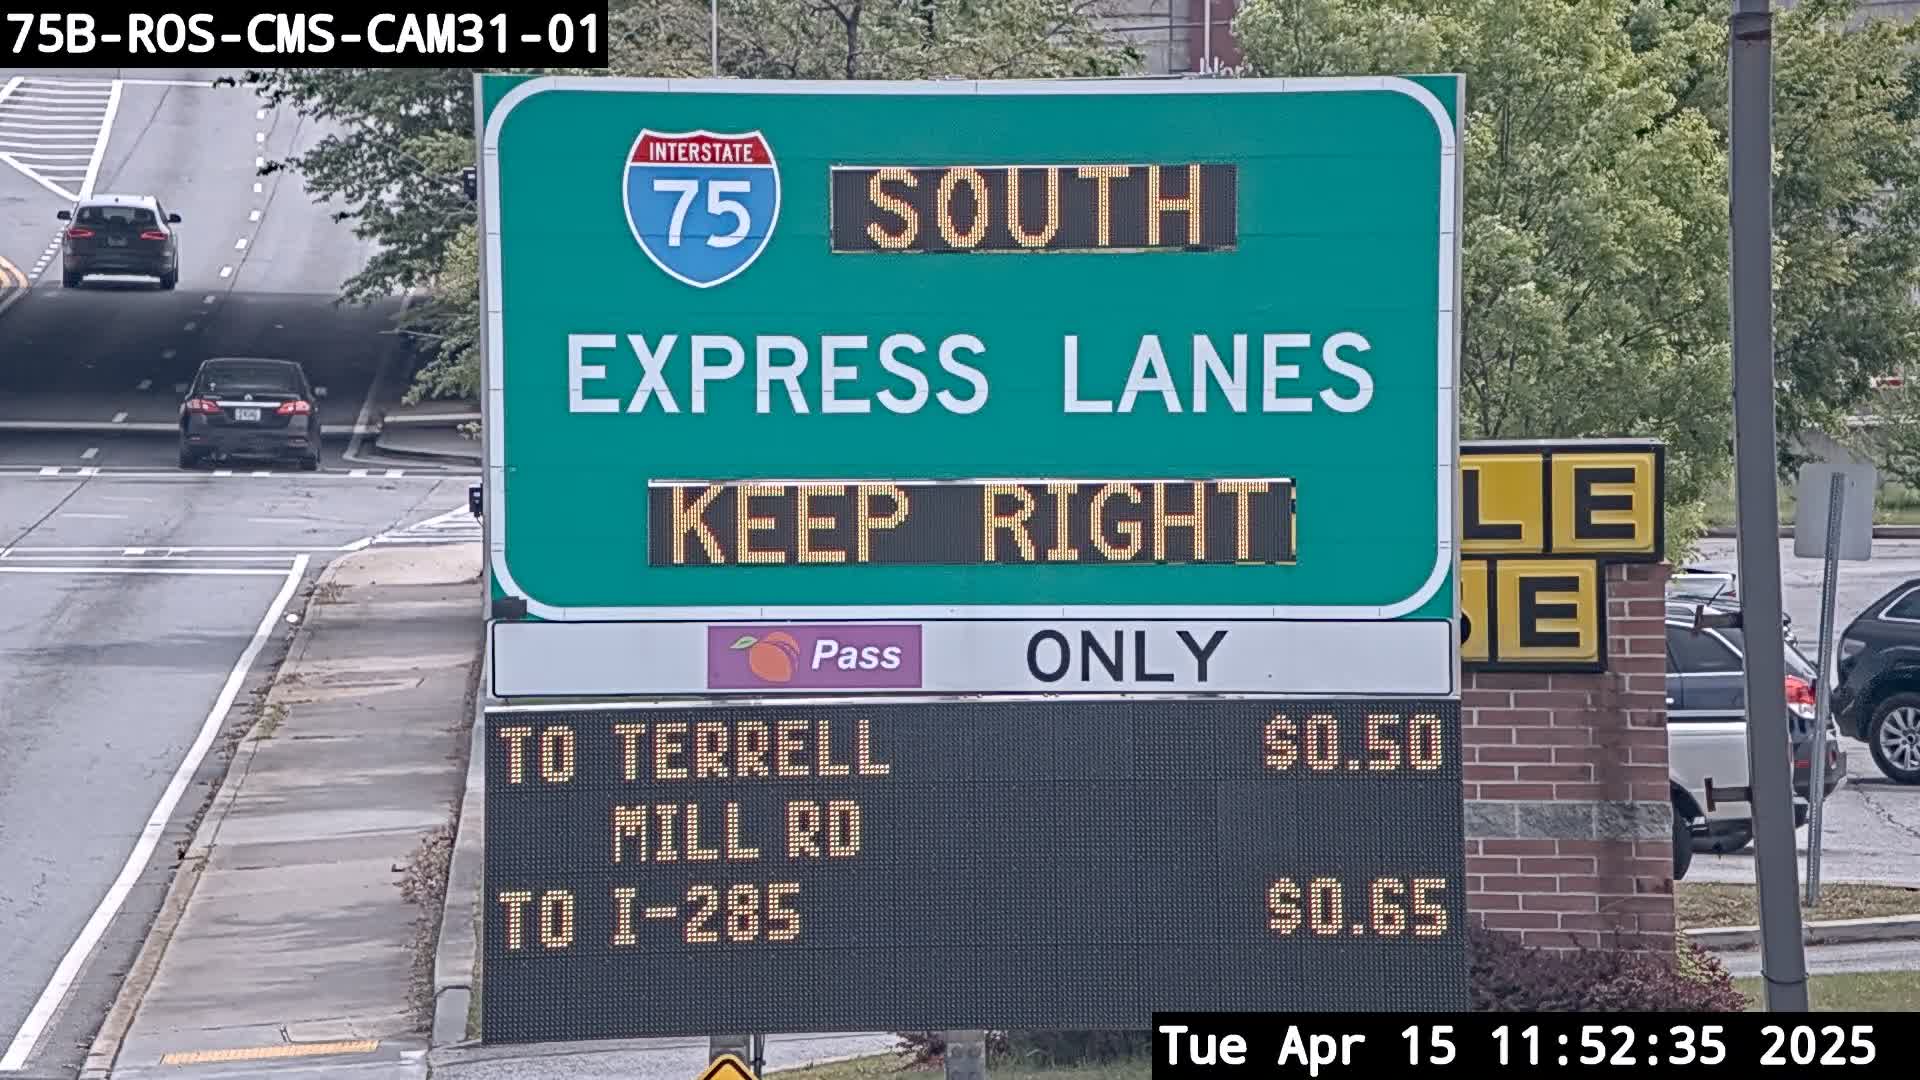 75B-ROS-CMS-CAM31-01
INTERSTATE
75
SOUTH
EXPRESS LANES
KEEP RIGHT
Pass ONLY
TO TERRELL $0.50
MILL RD
TO I-285 $0.65
LE
E
Tue Apr 15 11:52:35 2025